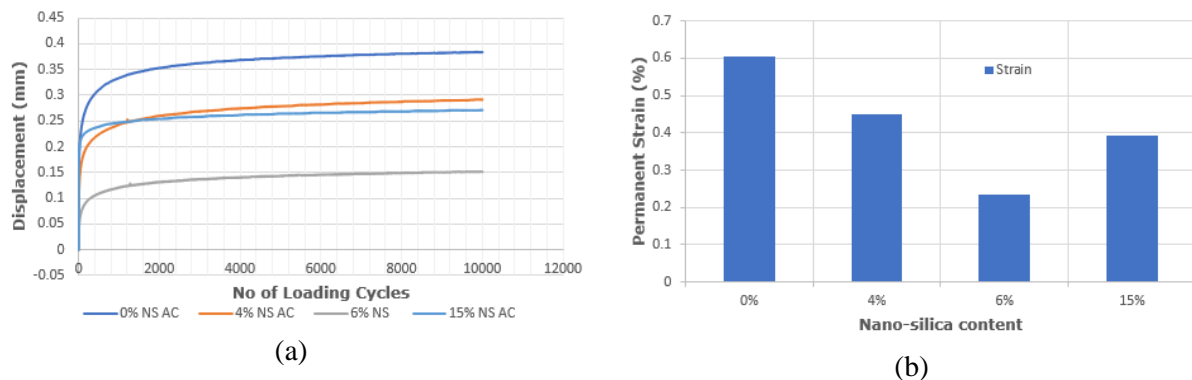 0.45
0.4
0.35
0.3
0.25
0.2
0.15
0.1
0.05
0
-0.05
Displacement (mm)
0 2000 4000 6000 8000 10000 12000
No of Loading Cycles
0% NS AC 4% NS AC 6% NS 15% NS AC
(a)
0.7
0.6
0.5
0.4
0.3
0.2
0.1
0
Permanent Strain (%)
Strain
0% 4% 6% 15%
Nano-silica content
(b)